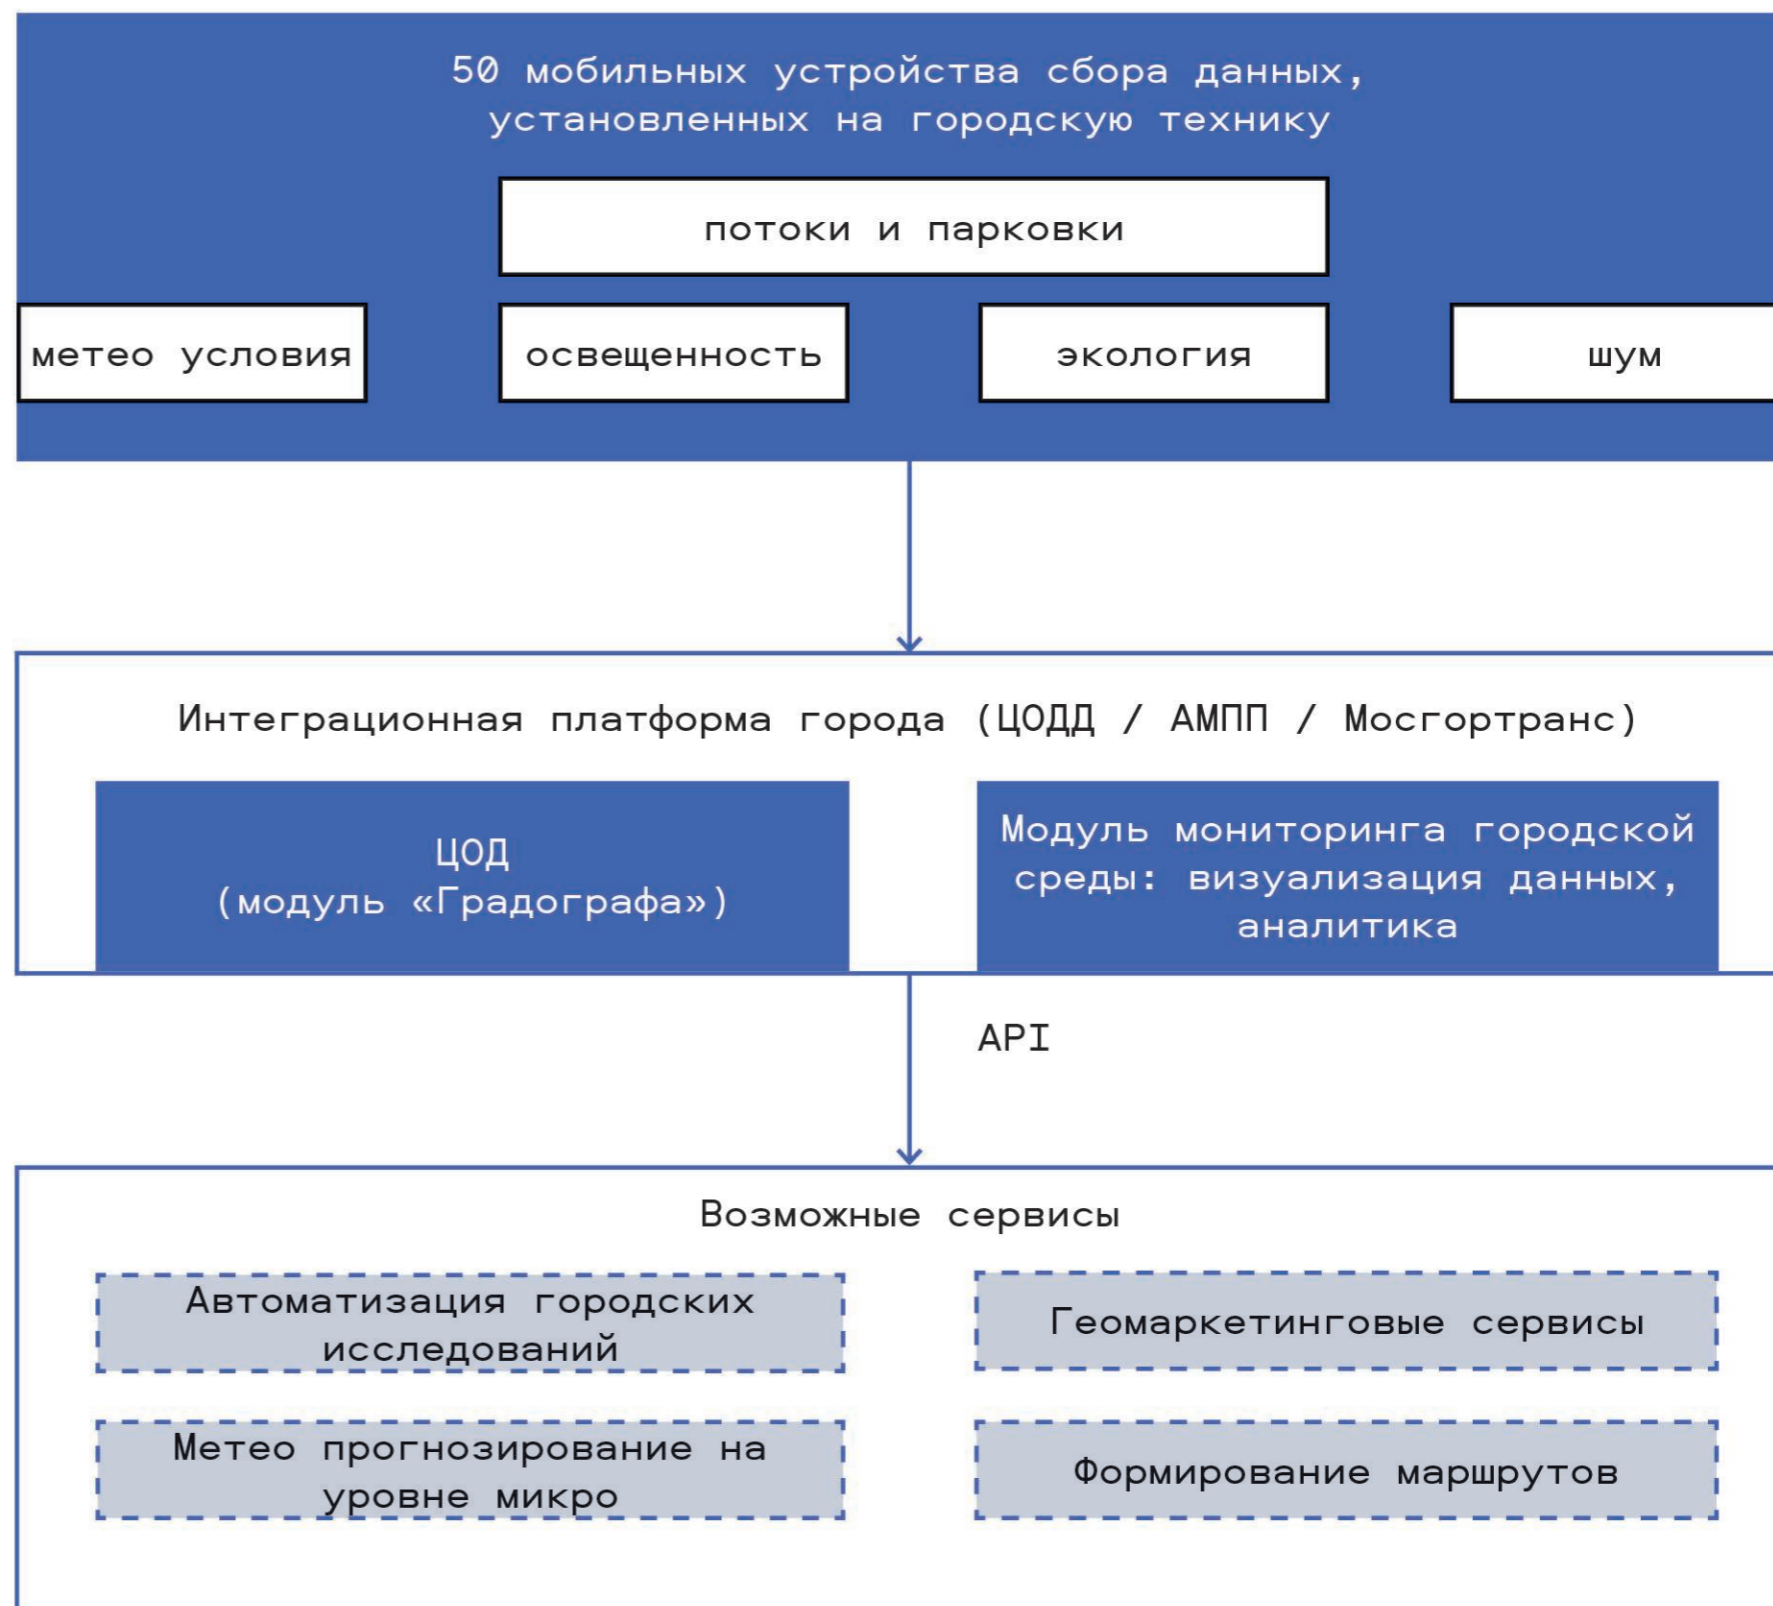 50 мобильных устройства сбора данных,
установленных на городскую технику
потоки и парковки
метео условия
освещенность
экология
шум
Интеграционная платформа города (ЦОДД / АМПП / Мосгортранс)
ЦОД
(модуль «Градографа»)
Модуль мониторинга городской
среды: визуализация данных,
аналитика
API
Возможные сервисы
Автоматизация городских
исследований
Геомаркетинговые сервисы
Метео прогнозирование на
уровне микро
Формирование маршрутов